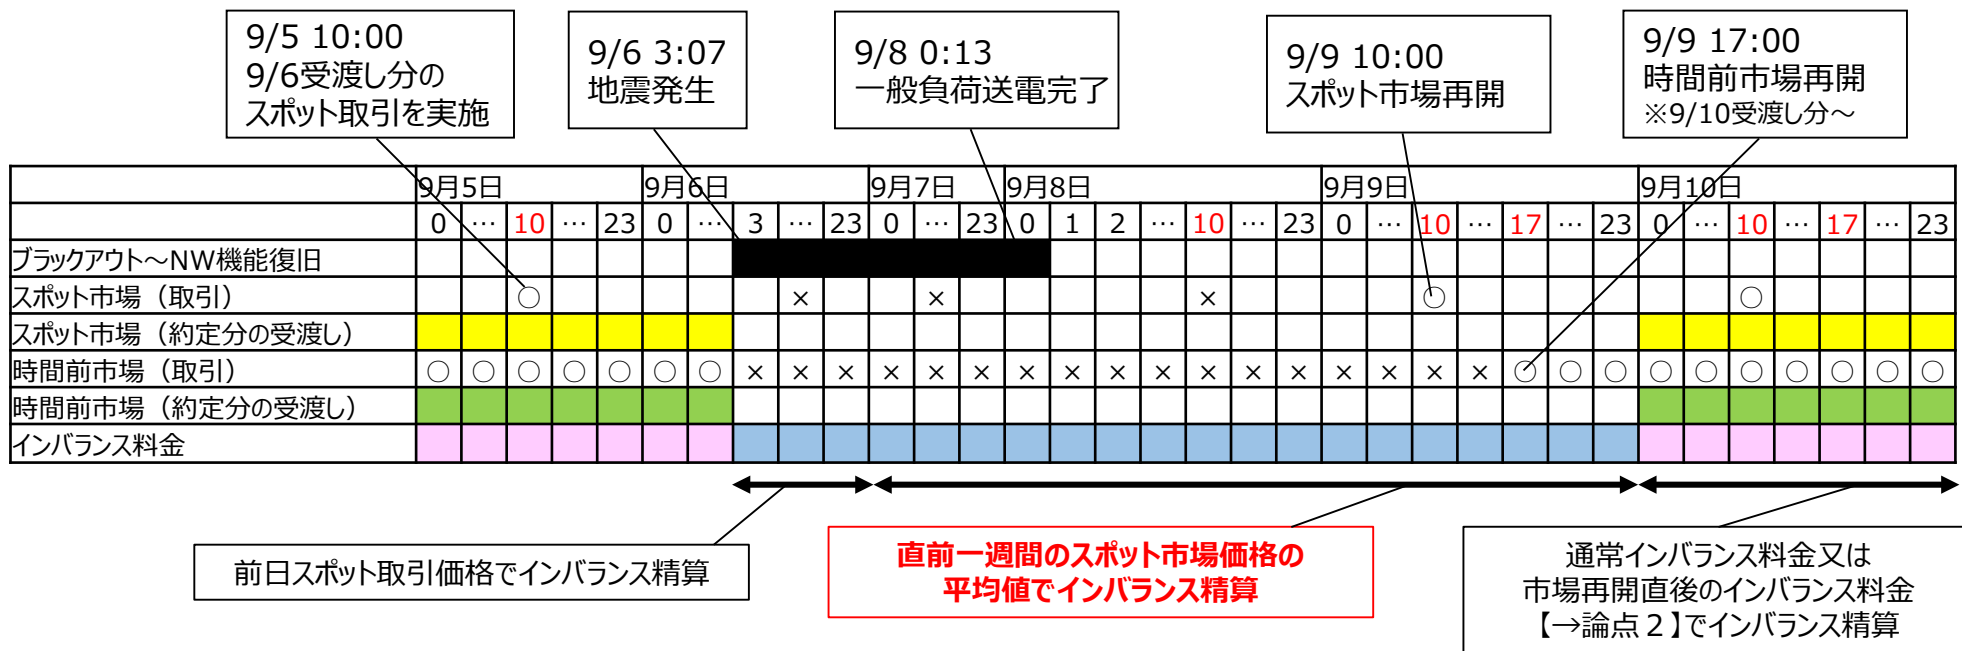 9/5 10:00
9/6受渡し分の
スポット取引を実施
9/6 3:07
地震発生
9/8 0:13
一般負荷送電完了
9/9 10:00
スポット市場再開
9/9 17:00
時間前市場再開
※9/10受渡し分～
9月5日 9月6日 9月7日 9月8日 9月9日 9月10日
0 … 10 … 23 0 … 3 … 23 0 … 23 0 1 2 … 10 … 23 0 … 10 … 17 … 23 0 … 10 … 17 … 23
ブラックアウト～NW機能復旧
スポット市場（取引） ○ × × × ○ ○
スポット市場（約定分の受渡し）
時間前市場（取引） ○ ○ ○ ○ ○ ○ ○ × × × × × × × × × × × × × × × × × ○ ○ ○ ○ ○ ○ ○ ○ ○ ○
時間前市場（約定分の受渡し）
インバランス料金
前日スポット取引価格でインバランス精算
直前一週間のスポット市場価格の
平均値でインバランス精算
通常インバランス料金又は
市場再開直後のインバランス料金
【→論点２】でインバランス精算